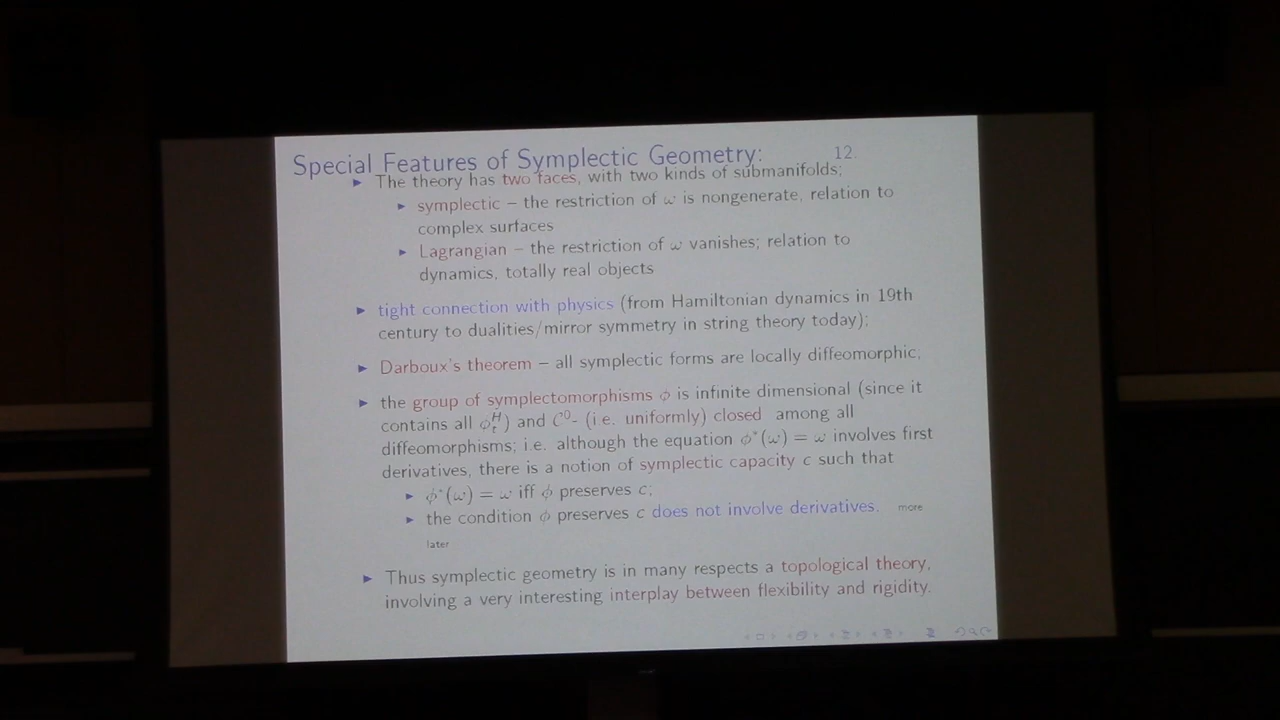 Special Features of Symplectic Geometry: 12.
▶ The theory has two faces, with two kinds of submanifolds;
▶ symplectic – the restriction of ω is nongenerate, relation to
complex surfaces
▶ Lagrangian – the restriction of ω vanishes; relation to
dynamics, totally real objects
▶ tight connection with physics (from Hamiltonian dynamics in 19th
century to dualities/mirror symmetry in string theory today);
▶ Darboux's theorem – all symplectic forms are locally diffeomorphic;
▶ the group of symplectomorphisms ϕ is infinite dimensional (since it
contains all ϕₜᴴ) and C⁰- (i.e. uniformly) closed among all
diffeomorphisms; i.e. although the equation ϕ*(ω) = ω involves first
derivatives, there is a notion of symplectic capacity c such that
▶ ϕ*(ω) = ω iff ϕ preserves c;
▶ the condition ϕ preserves c does not involve derivatives. more
later
▶ Thus symplectic geometry is in many respects a topological theory,
involving a very interesting interplay between flexibility and rigidity.